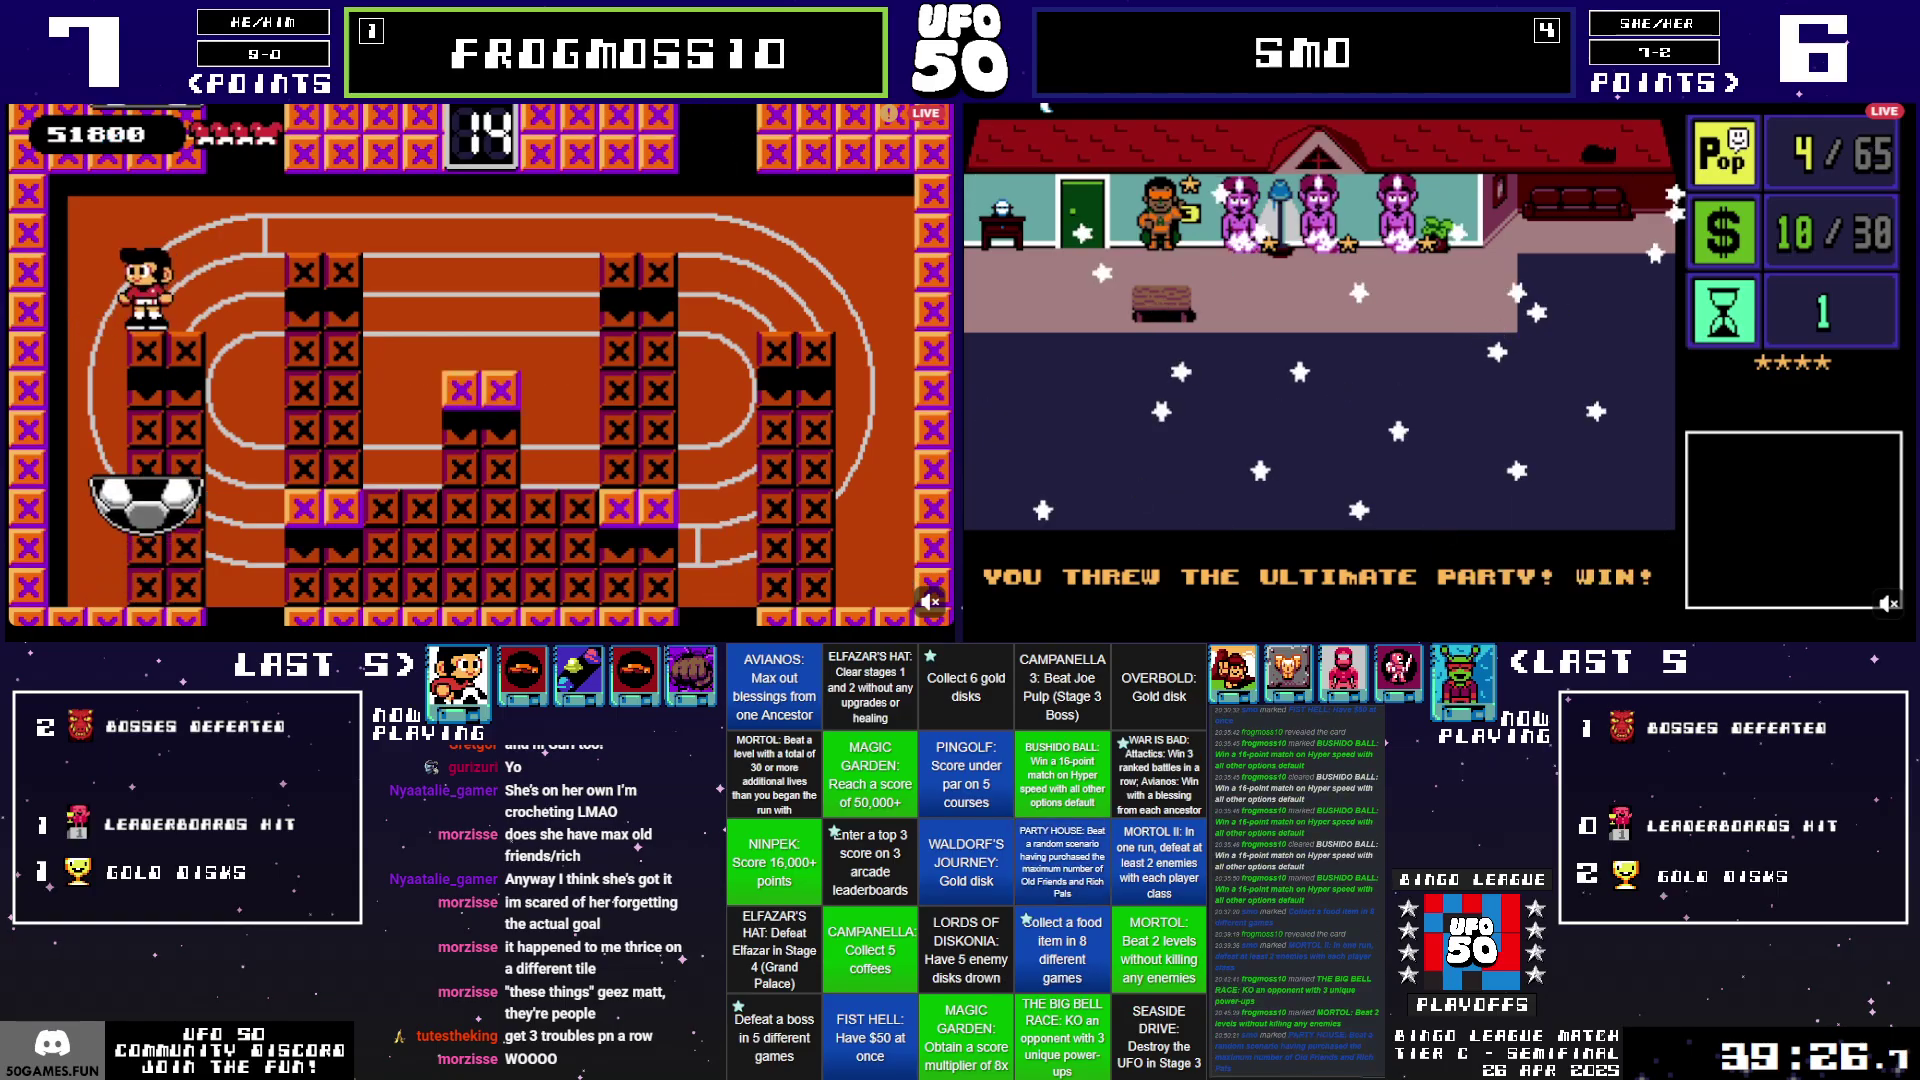 7
HE/HIM
9-0
<POINTS
1
FROGMOSS10
UFO
50
SMO
4
SHE/HER
7-2
POINTS>
6
51800
14
LIVE
LIVE
Pop
4/65
$
10/30
1
YOU THREW THE ULTIMATE PARTY! WIN!
LAST 5>
NOW
PLAYING
2 BOSSES DEFEATED
1 LEADERBOARDS HIT
1 GOLD DISKS
gurizuri Yo
Nyaatalie_gamer She's on her own I'm
crocheting LMAO
morzisse does she have max old
friends/rich
Nyaatalie_gamer Anyway I think she's got it
morzisse im scared of her forgetting
the actual goal
morzisse it happened to me thrice on
a different tile
morzisse "these things" geez matt,
they're people
tutestheking get 3 troubles pn a row
morzisse WOOOO
50GAMES.FUN
UFO 50
COMMUNITY DISCORD
JOIN THE FUN!
AVIANOS:
Max out
blessings from
one Ancestor
ELFAZAR'S HAT:
Clear stages 1
and 2 without any
upgrades or
healing
Collect 6 gold
disks
CAMPANELLA
3: Beat Joe
Pulp (Stage 3
Boss)
OVERBOLD:
Gold disk
MORTOL: Beat a
level with a total of
30 or more
additional lives
than you began the
run with
MAGIC
GARDEN:
Reach a score
of 50,000+
PINGOLF:
Score under
par on 5
courses
BUSHIDO BALL:
Win a 16-point
match on Hyper
speed with all
other options
default
WAR IS BAD:
Attactics: Win 3
ranked battles in a
row; Avianos: Win
with a blessing
from each ancestor
NINPEK:
Score 16,000+
points
Enter a top 3
score on 3
arcade
leaderboards
WALDORF'S
JOURNEY:
Gold disk
PARTY HOUSE: Beat
a random scenario
having purchased the
maximum number of
Old Friends and Rich
Pals
MORTOL II: In
one run, defeat at
least 2 enemies
with each player
class
ELFAZAR'S
HAT: Defeat
Elfazar in Stage
4 (Grand
Palace)
CAMPANELLA:
Collect 5
coffees
LORDS OF
DISKONIA:
Have 5 enemy
disks drown
Collect a food
item in 8
different
games
MORTOL:
Beat 2 levels
without killing
any enemies
Defeat a boss
in 5 different
games
FIST HELL:
Have $50 at
once
MAGIC
GARDEN:
Obtain a score
multiplier of 8x
THE BIG BELL
RACE: KO an
opponent with 3
unique power-
ups
SEASIDE
DRIVE:
Destroy the
UFO in Stage 3
<LAST 5
NOW
PLAYING
1 BOSSES DEFEATED
0 LEADERBOARDS HIT
2 GOLD DISKS
BINGO LEAGUE
UFO
50
PLAYOFFS
BINGO LEAGUE MATCH
TIER C - SEMIFINAL
26 APR 2025
39:26.7